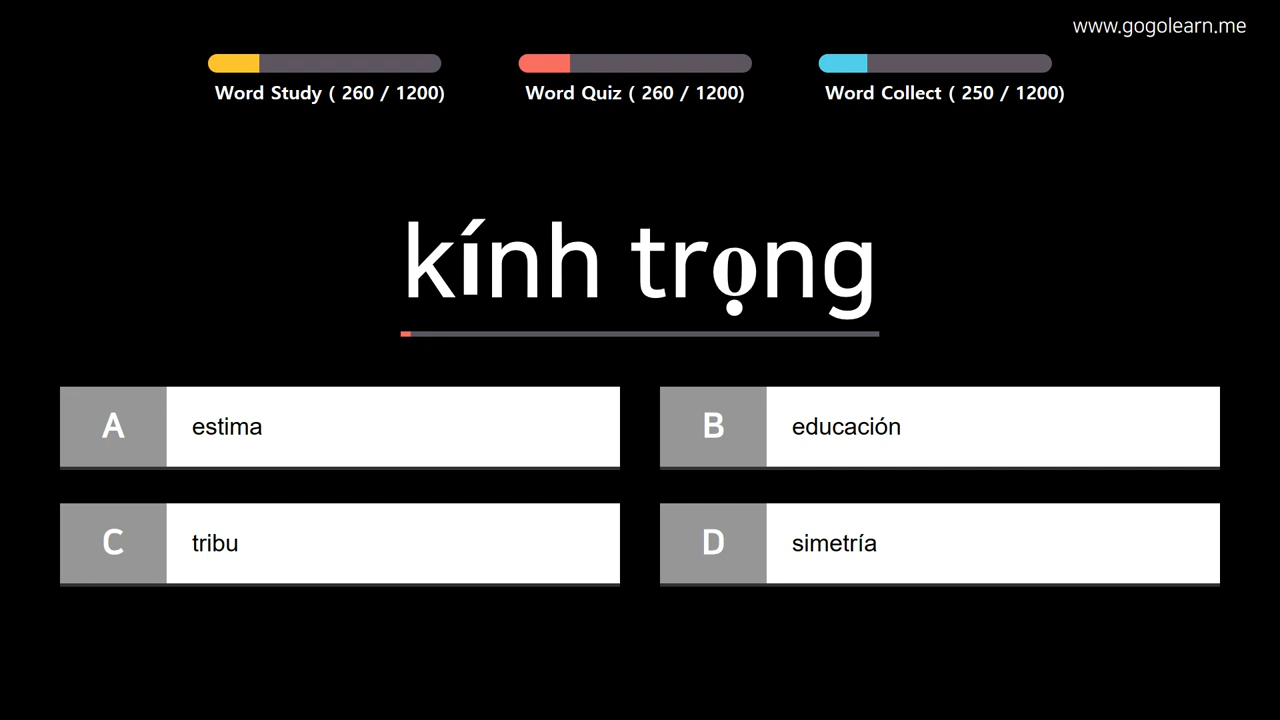 www.gogolearn.me
Word Study ( 260 / 1200)
Word Quiz ( 260 / 1200)
Word Collect ( 250 / 1200)
kính trọng
A estima
B educación
C tribu
D simetría